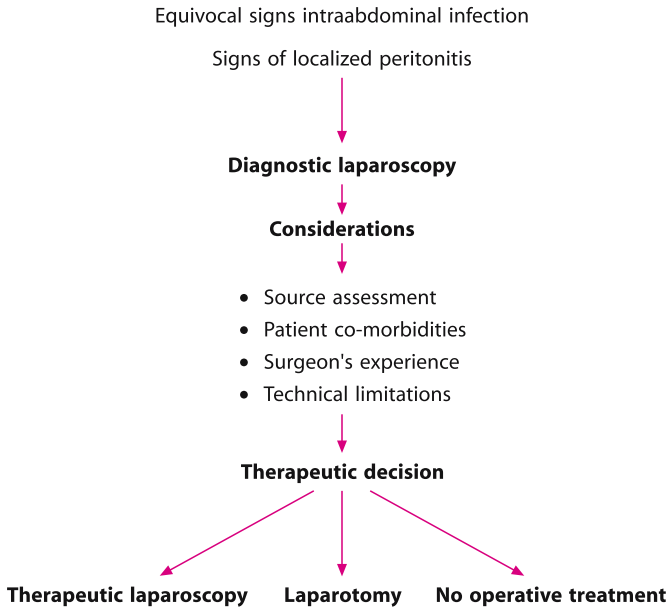 Equivocal signs intraabdominal infection
Signs of localized peritonitis
Diagnostic laparoscopy
Considerations
• Source assessment
• Patient co-morbidities
• Surgeon's experience
• Technical limitations
Therapeutic decision
Therapeutic laparoscopy Laparotomy No operative treatment